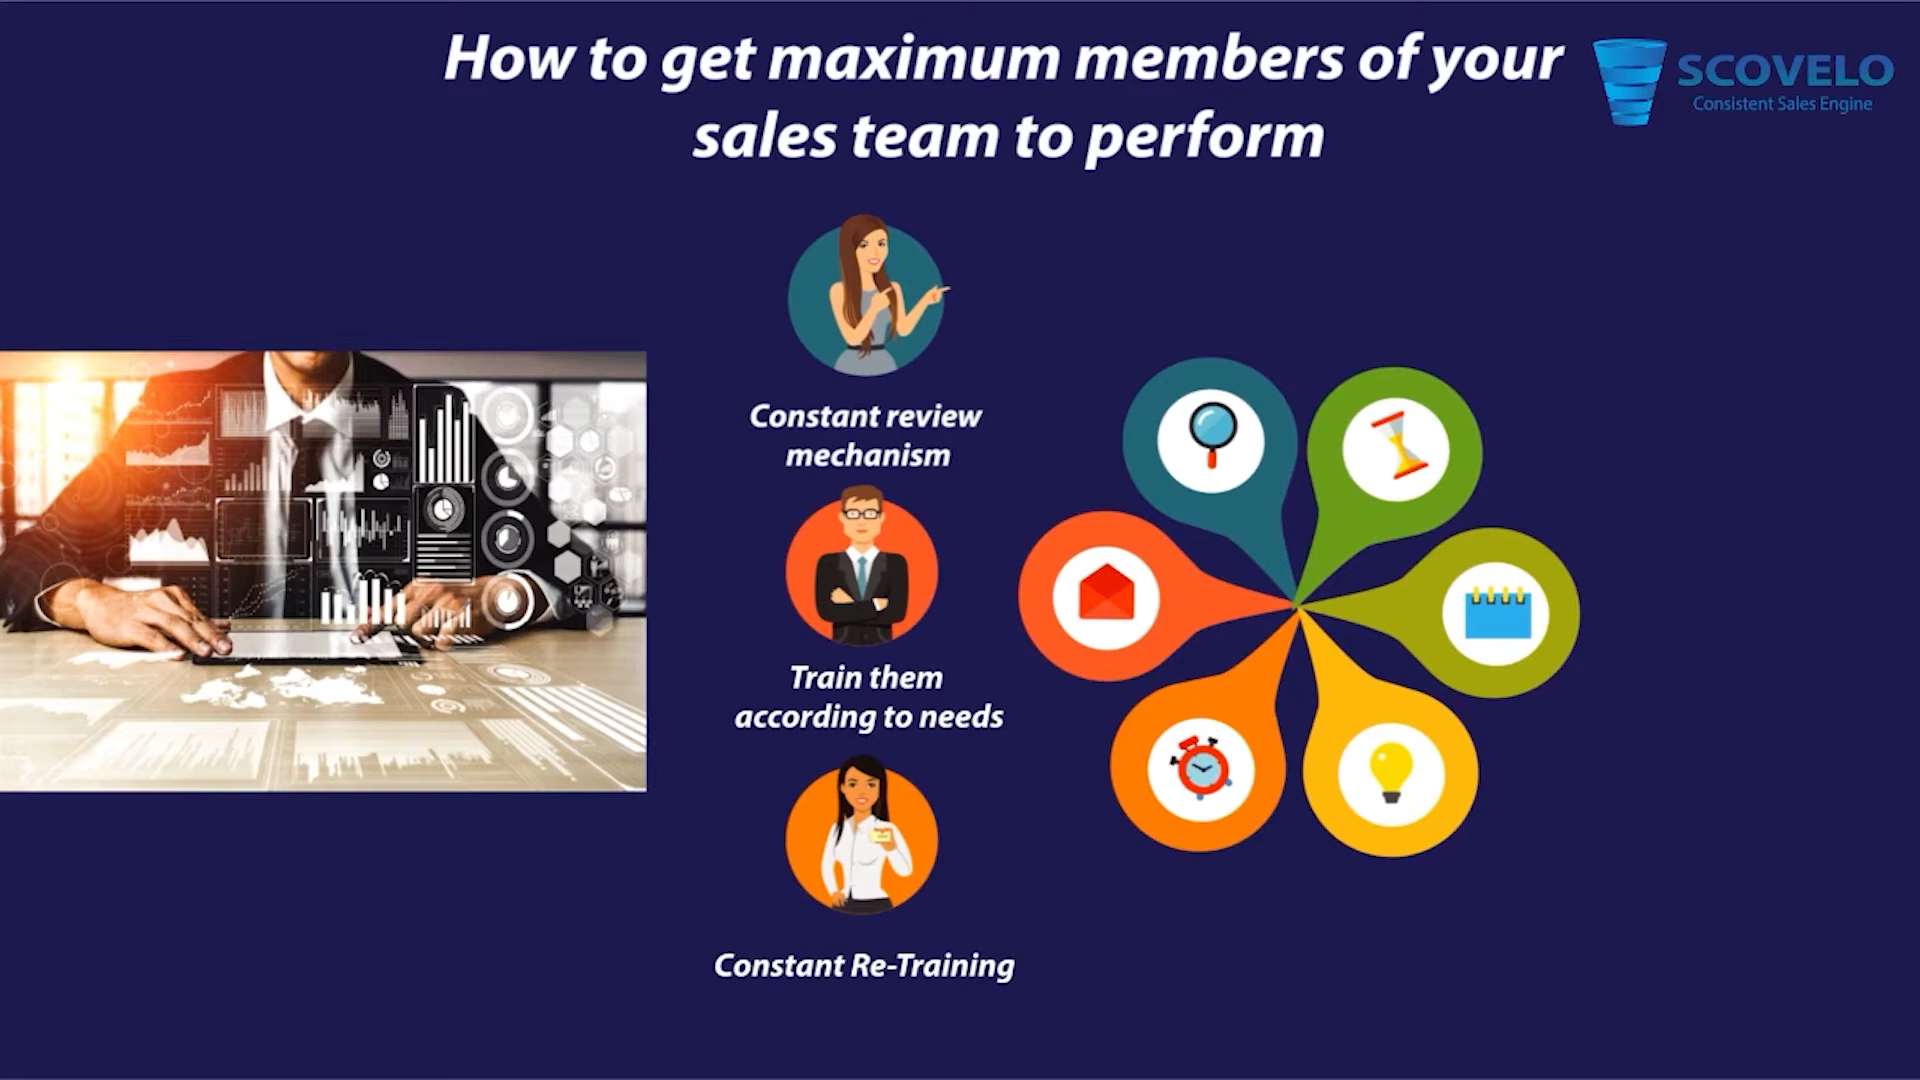 How to get maximum members of your
sales team to perform
SCOVELO
Consistent Sales Engine
Constant review
mechanism
Train them
according to needs
Constant Re-Training